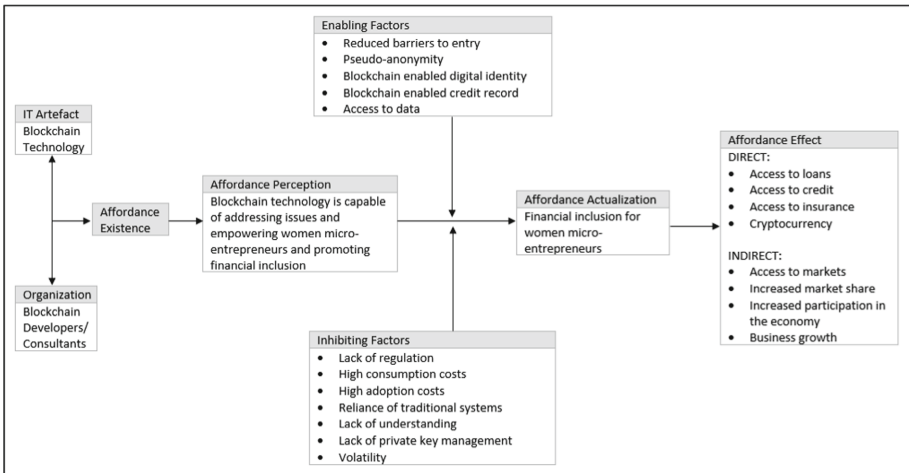 Enabling Factors
• Reduced barriers to entry
• Pseudo-anonymity
• Blockchain enabled digital identity
• Blockchain enabled credit record
• Access to data
IT Artefact
Blockchain
Technology
Affordance
Existence
Organization
Blockchain
Developers/
Consultants
Affordance Perception
Blockchain technology is capable
of addressing issues and
empowering women micro-
entrepreneurs and promoting
financial inclusion
Affordance Actualization
Financial inclusion for
women micro-
entrepreneurs
Affordance Effect
DIRECT:
• Access to loans
• Access to credit
• Access to insurance
• Cryptocurrency
INDIRECT:
• Access to markets
• Increased market share
• Increased participation in
the economy
• Business growth
Inhibiting Factors
• Lack of regulation
• High consumption costs
• High adoption costs
• Reliance of traditional systems
• Lack of understanding
• Lack of private key management
• Volatility